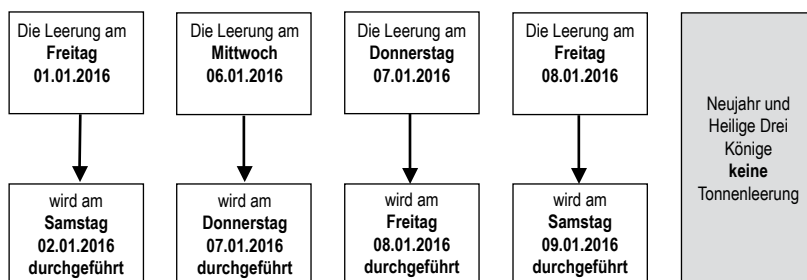 Die Leerung am
Freitag
01.01.2016
wird am
Samstag
02.01.2016
durchgeführt
Die Leerung am
Mittwoch
06.01.2016
wird am
Donnerstag
07.01.2016
durchgeführt
Die Leerung am
Donnerstag
07.01.2016
wird am
Freitag
08.01.2016
durchgeführt
Die Leerung am
Freitag
08.01.2016
wird am
Samstag
09.01.2016
durchgeführt
Neujahr und
Heilige Drei
Könige
keine
Tonnenleerung